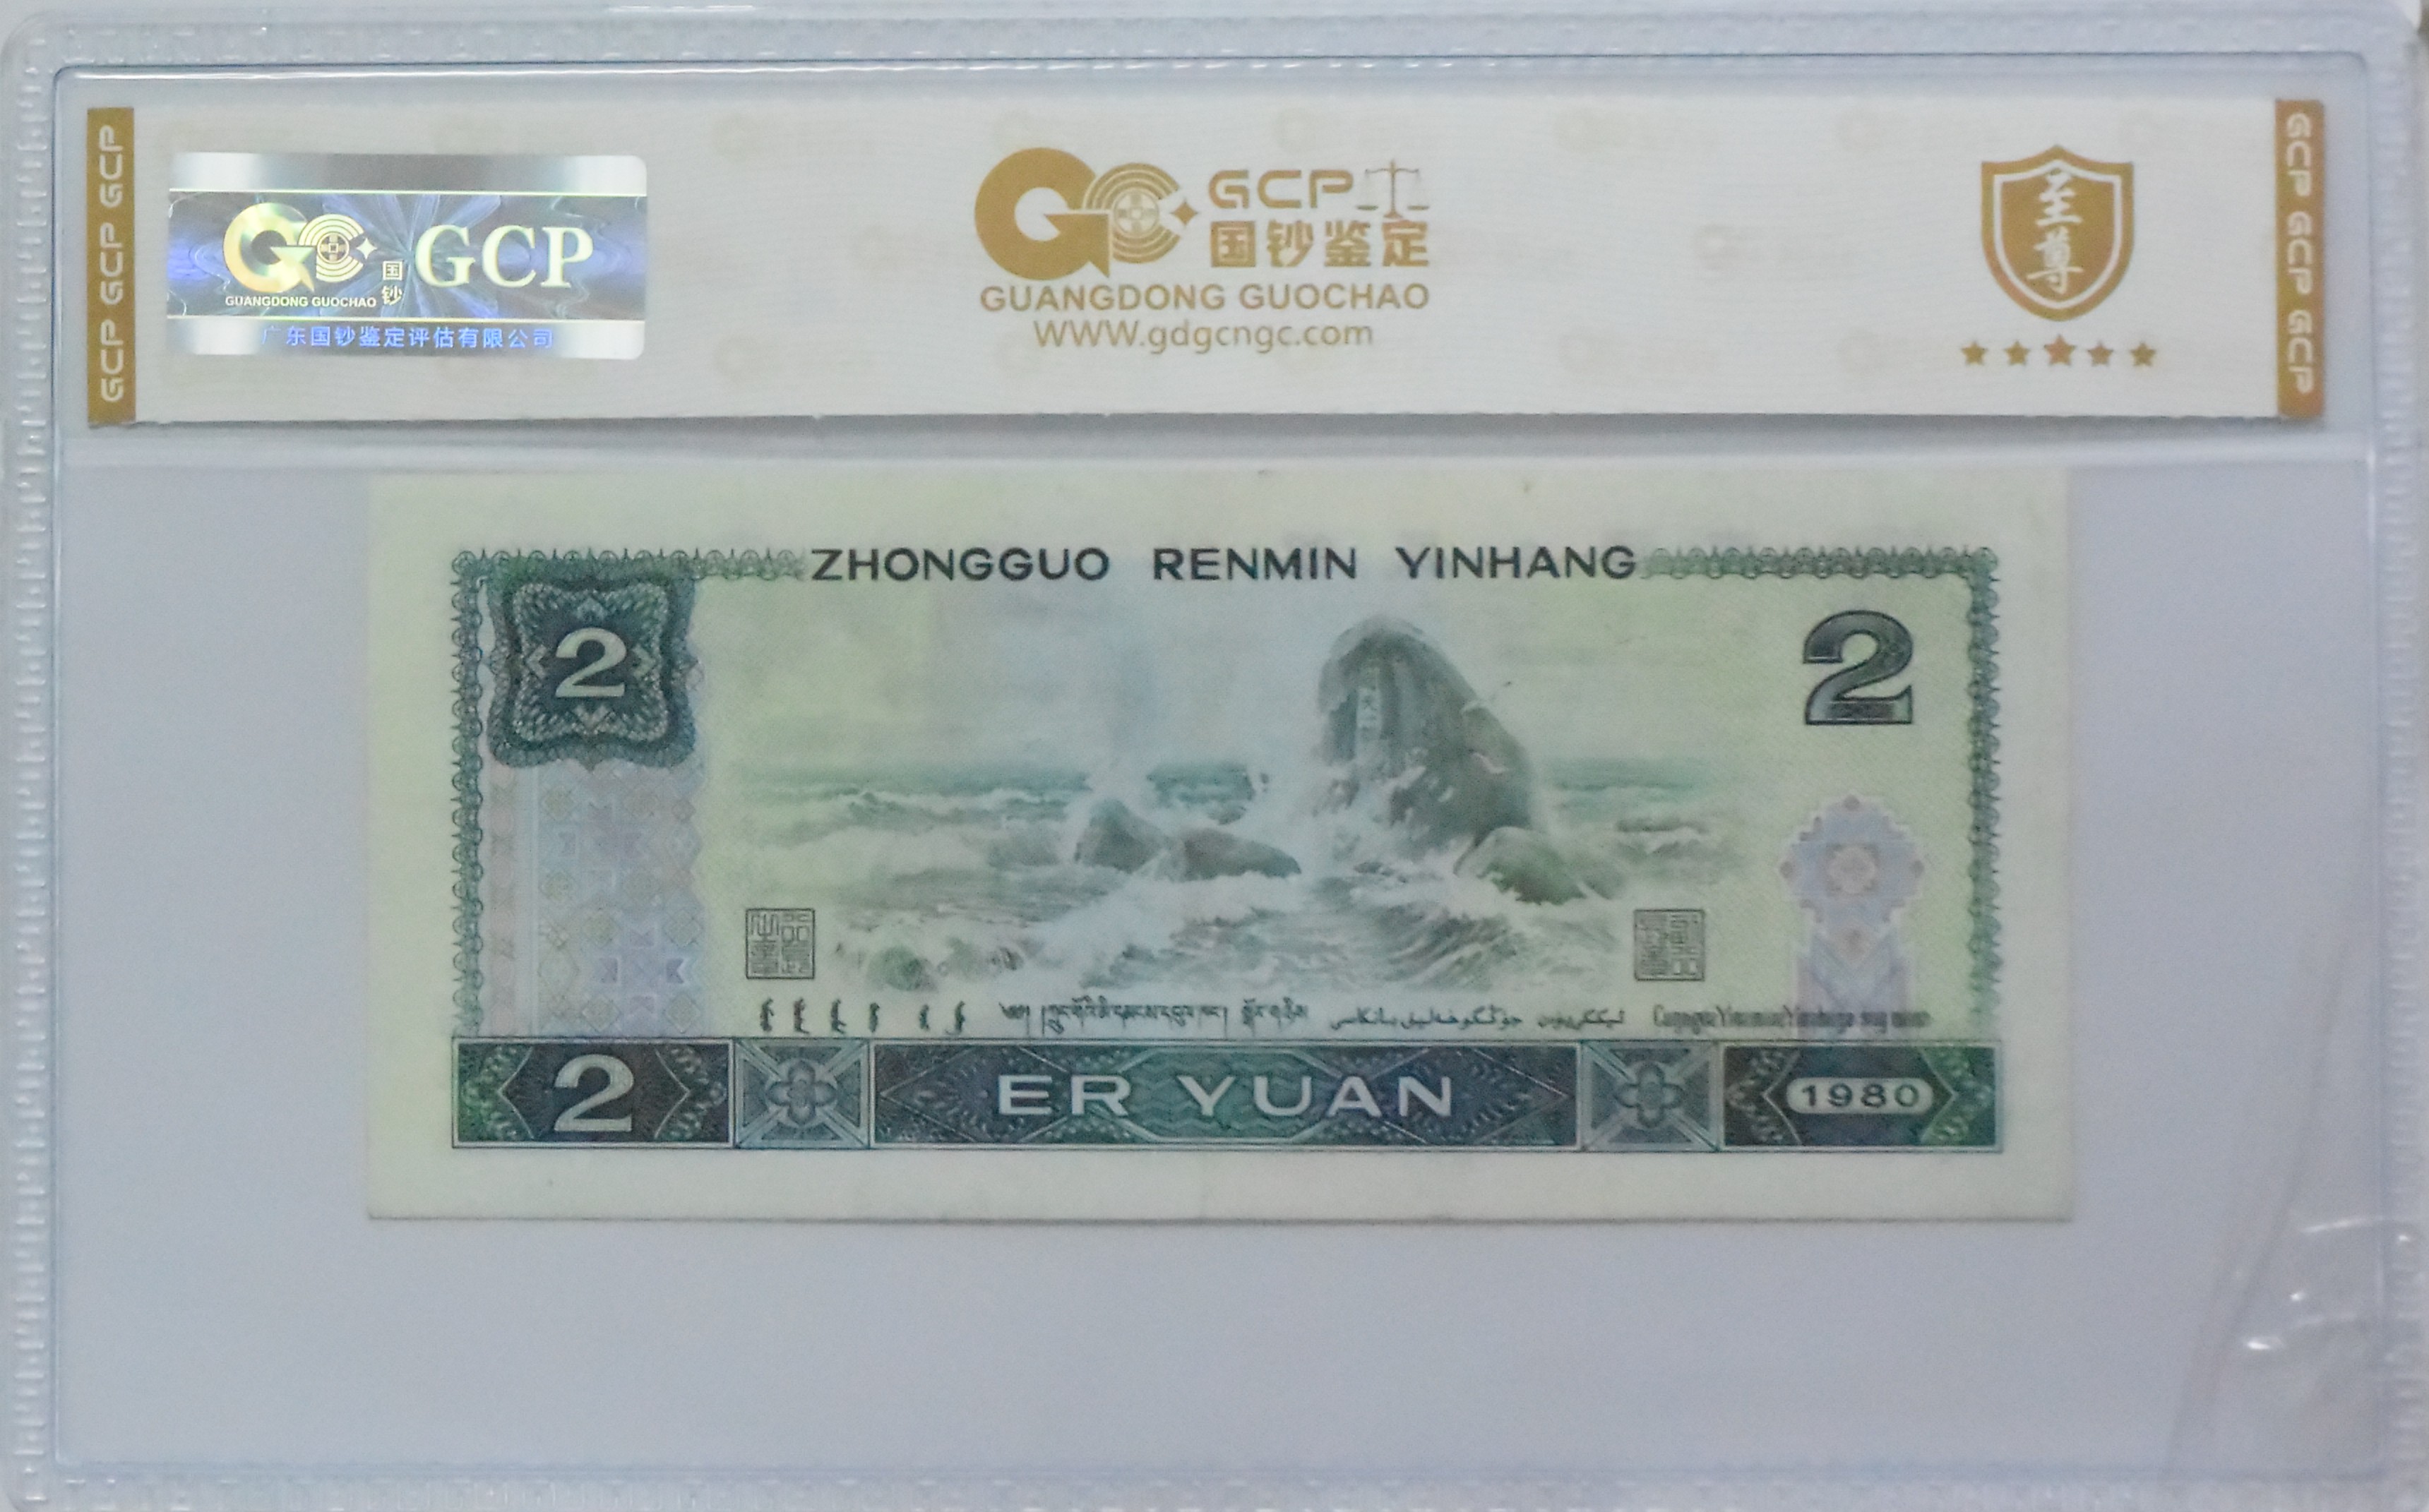 GCP GCP GCP
GCP
国钞
GUANGDONG GUOCHAO
广东国钞鉴定评估有限公司
GCP
国钞鉴定
GUANGDONG GUOCHAO
WWW.gdgcngc.com
至尊
GCP GCP GCP
ZHONGGUO RENMIN YINHANG
2
2
2
ER YUAN
1980